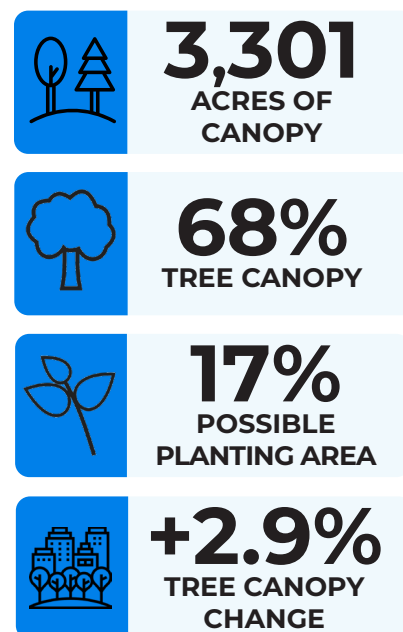 3,301
ACRES OF
CANOPY
68%
TREE CANOPY
17%
POSSIBLE
PLANTING AREA
+2.9%
TREE CANOPY
CHANGE